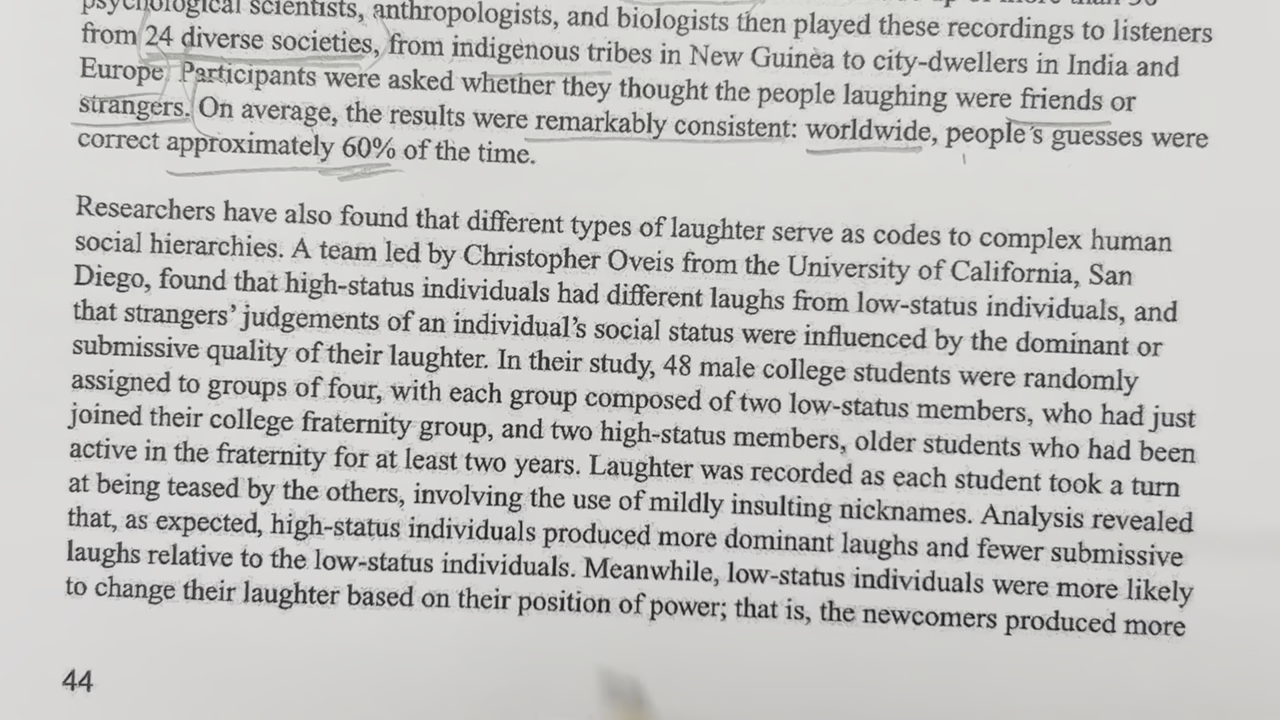 psychological scientists, anthropologists, and biologists then played these recordings to listeners
from 24 diverse societies, from indigenous tribes in New Guinea to city-dwellers in India and
Europe. Participants were asked whether they thought the people laughing were friends or
strangers. On average, the results were remarkably consistent: worldwide, people's guesses were
correct approximately 60% of the time.
Researchers have also found that different types of laughter serve as codes to complex human
social hierarchies. A team led by Christopher Oveis from the University of California, San
Diego, found that high-status individuals had different laughs from low-status individuals, and
that strangers' judgements of an individual's social status were influenced by the dominant or
submissive quality of their laughter. In their study, 48 male college students were randomly
assigned to groups of four, with each group composed of two low-status members, who had just
joined their college fraternity group, and two high-status members, older students who had been
active in the fraternity for at least two years. Laughter was recorded as each student took a turn
at being teased by the others, involving the use of mildly insulting nicknames. Analysis revealed
that, as expected, high-status individuals produced more dominant laughs and fewer submissive
laughs relative to the low-status individuals. Meanwhile, low-status individuals were more likely
to change their laughter based on their position of power; that is, the newcomers produced more
44